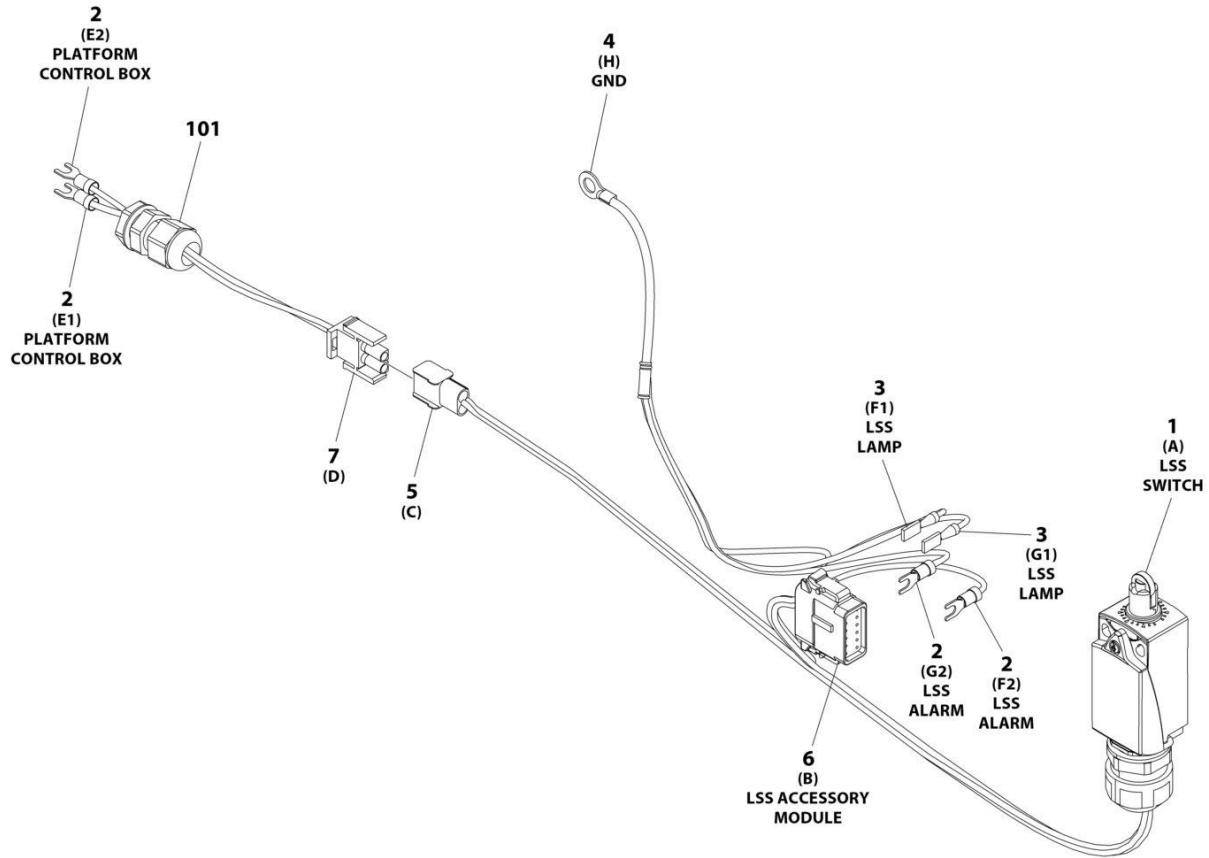 2
(E2)
PLATFORM
CONTROL BOX
101
4
(H)
GND
2
(E1)
PLATFORM
CONTROL BOX
7
(D)
5
(C)
3
(F1)
LSS
LAMP
1
(A)
LSS
SWITCH
3
(G1)
LSS
LAMP
2
(G2)
LSS
ALARM
2
(F2)
LSS
ALARM
6
(B)
LSS ACCESSORY
MODULE